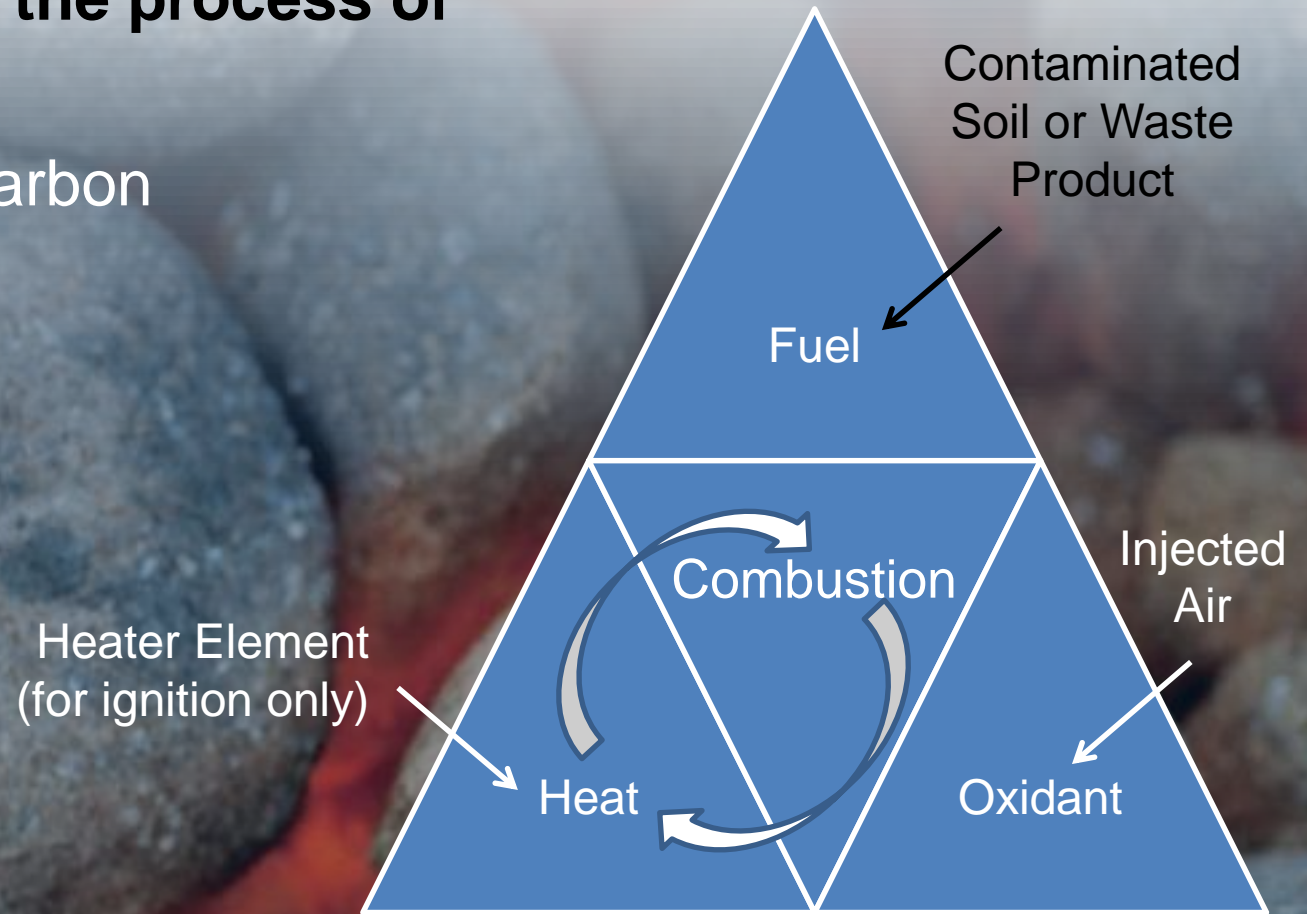 the process of
Contaminated
Soil or Waste
Product
arbon
Fuel
Combustion
Injected
Air
Heater Element
(for ignition only)
Heat
Oxidant